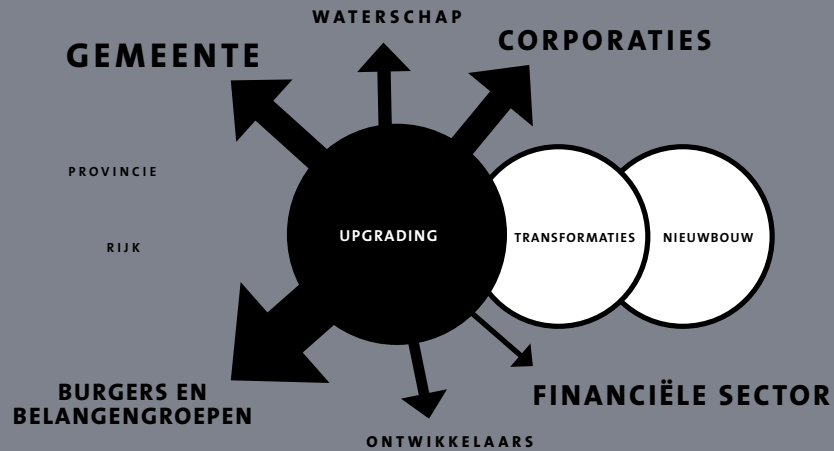 WATERSCHAP
GEMEENTE
CORPORATIES
PROVINCIE
UPGRADING
TRANSFORMATIES
NIEUWBOUW
RIJK
BURGERS EN
BELANGENGROEPEN
FINANCIËLE SECTOR
ONTWIKKELAARS